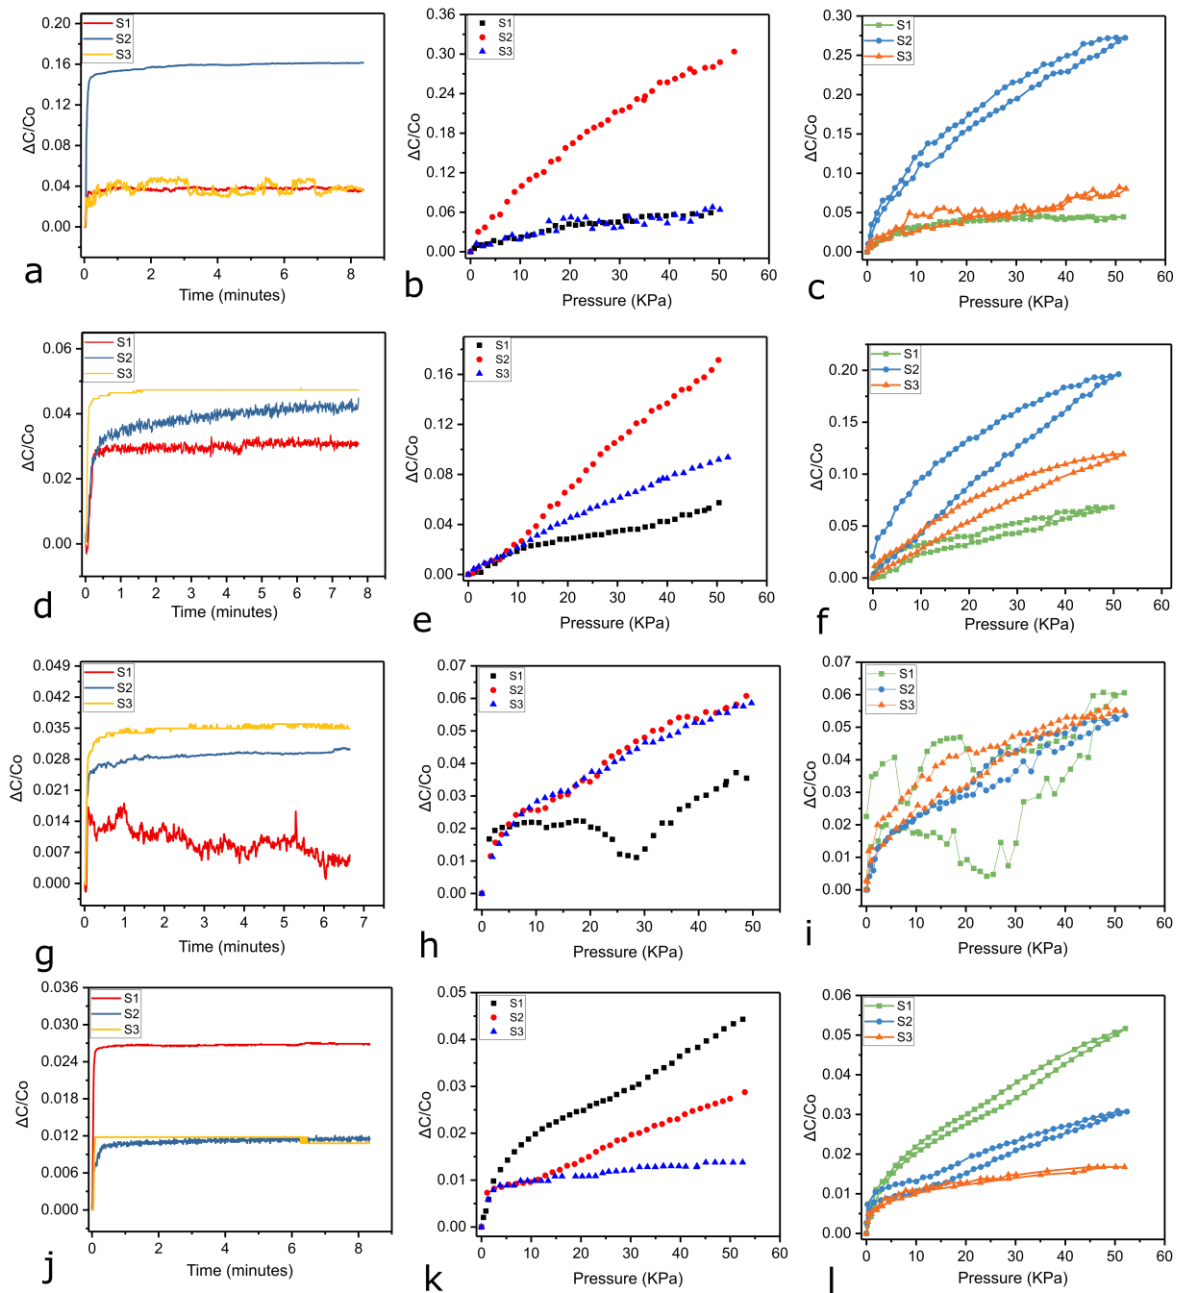 S1
S2
S3
0.20
0.16
0.12
0.08
0.04
0.00
ΔC/Co
0 2 4 6 8
Time (minutes)
a
S1
S2
S3
0.36
0.30
0.24
0.18
0.12
0.06
0.00
ΔC/Co
0 10 20 30 40 50 60
Pressure (KPa)
b
S1
S2
S3
0.30
0.25
0.20
0.15
0.10
0.05
0.00
ΔC/Co
0 10 20 30 40 50 60
Pressure (KPa)
c
S1
S2
S3
0.06
0.04
0.02
0.00
ΔC/Co
0 1 2 3 4 5 6 7 8
Time (minutes)
d
S1
S2
S3
0.16
0.12
0.08
0.04
0.00
ΔC/Co
0 10 20 30 40 50 60
Pressure (KPa)
e
S1
S2
S3
0.20
0.15
0.10
0.05
0.00
ΔC/Co
0 10 20 30 40 50 60
Pressure (KPa)
f
S1
S2
S3
0.049
0.042
0.035
0.028
0.021
0.014
0.007
0.000
ΔC/Co
0 1 2 3 4 5 6 7
Time (minutes)
g
S1
S2
S3
0.07
0.06
0.05
0.04
0.03
0.02
0.01
0.00
ΔC/Co
0 10 20 30 40 50
Pressure (KPa)
h
S1
S2
S3
0.07
0.06
0.05
0.04
0.03
0.02
0.01
0.00
ΔC/Co
0 10 20 30 40 50 60
Pressure (KPa)
i
S1
S2
S3
0.036
0.030
0.024
0.018
0.012
0.006
0.000
ΔC/Co
0 2 4 6 8
Time (minutes)
j
S1
S2
S3
0.05
0.04
0.03
0.02
0.01
0.00
ΔC/Co
0 10 20 30 40 50 60
Pressure (KPa)
k
S1
S2
S3
0.06
0.05
0.04
0.03
0.02
0.01
0.00
ΔC/Co
0 10 20 30 40 50 60
Pressure (KPa)
l